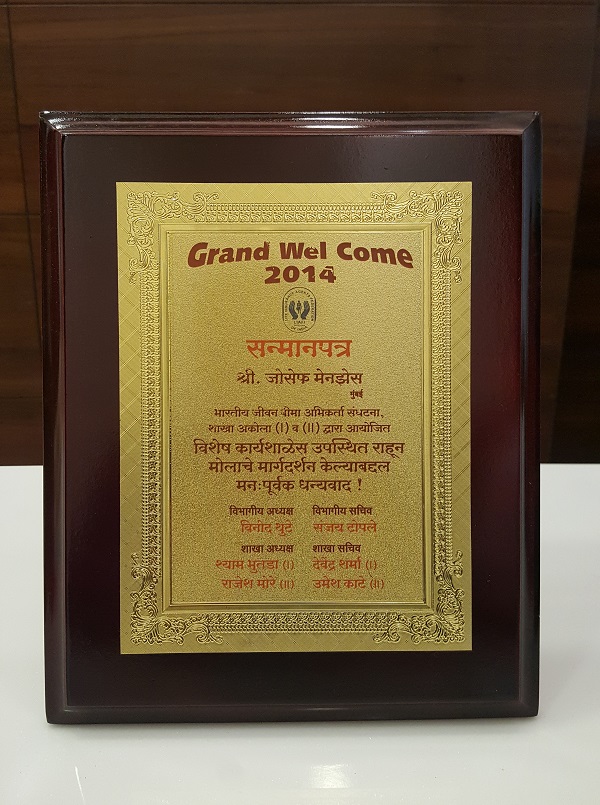 Grand Wel Come
2014
सन्मानपत्र
श्री. जोसेफ मेनझेस
मुंबई
भारतीय जीवन बीमा अभिकर्ता संघटना,
शाखा अकोला (I) व (II) द्वारा आयोजित
विशेष कार्यशाळेस उपस्थित राहून
मोलाचे मार्गदर्शन केल्याबद्दल
मनःपूर्वक धन्यवाद !
विभागीय अध्यक्ष विभागीय सचिव
विनोद थुटे संजय टोपले
शाखा अध्यक्ष शाखा सचिव
श्याम मुंतडा (I) देवेंद्र शर्मा (I)
राजेश मोरे (II) उमेश काटे (II)